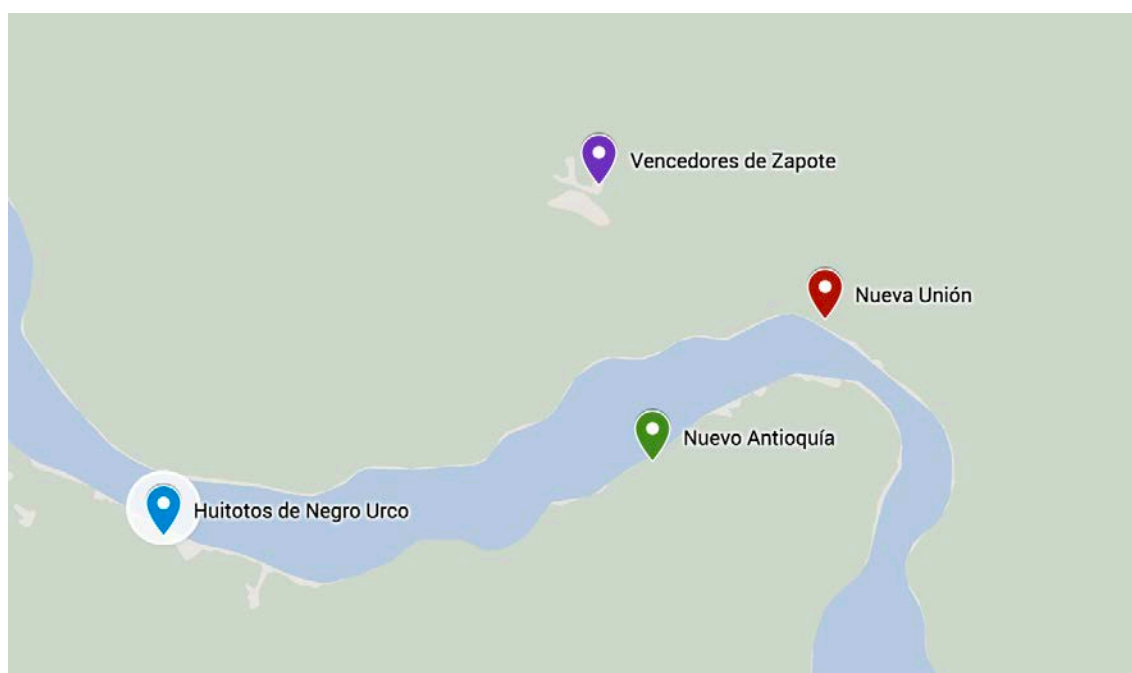 Vencedores de Zapote
Nueva Unión
Nuevo Antioquía
Huitotos de Negro Urco